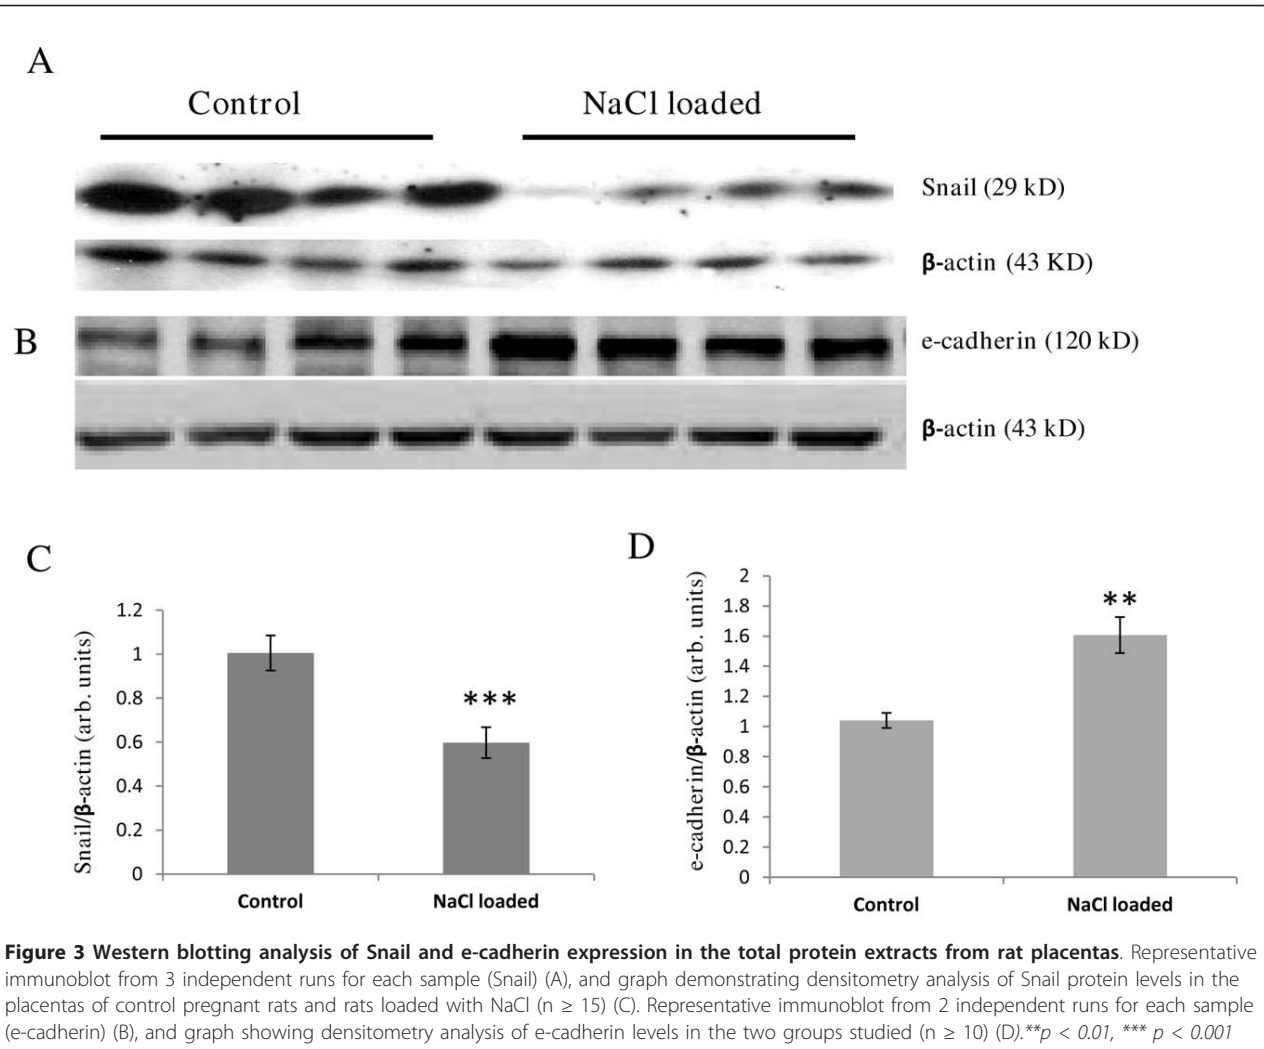 A
Control
NaCl loaded
Snail (29 kD)
β-actin (43 KD)
B
e-cadherin (120 kD)
β-actin (43 kD)
C
Snail/β-actin (arb. units)
1.2
1
0.8
0.6
0.4
0.2
0
***
Control
NaCl loaded
D
e-cadherin/β-actin (arb. units)
2
1.8
1.6
1.4
1.2
1
0.8
0.6
0.4
0.2
0
**
Control
NaCl loaded
Figure 3 Western blotting analysis of Snail and e-cadherin expression in the total protein extracts from rat placentas. Representative
immunoblot from 3 independent runs for each sample (Snail) (A), and graph demonstrating densitometry analysis of Snail protein levels in the
placentas of control pregnant rats and rats loaded with NaCl (n ≥ 15) (C). Representative immunoblot from 2 independent runs for each sample
(e-cadherin) (B), and graph showing densitometry analysis of e-cadherin levels in the two groups studied (n ≥ 10) (D).**p < 0.01, *** p < 0.001